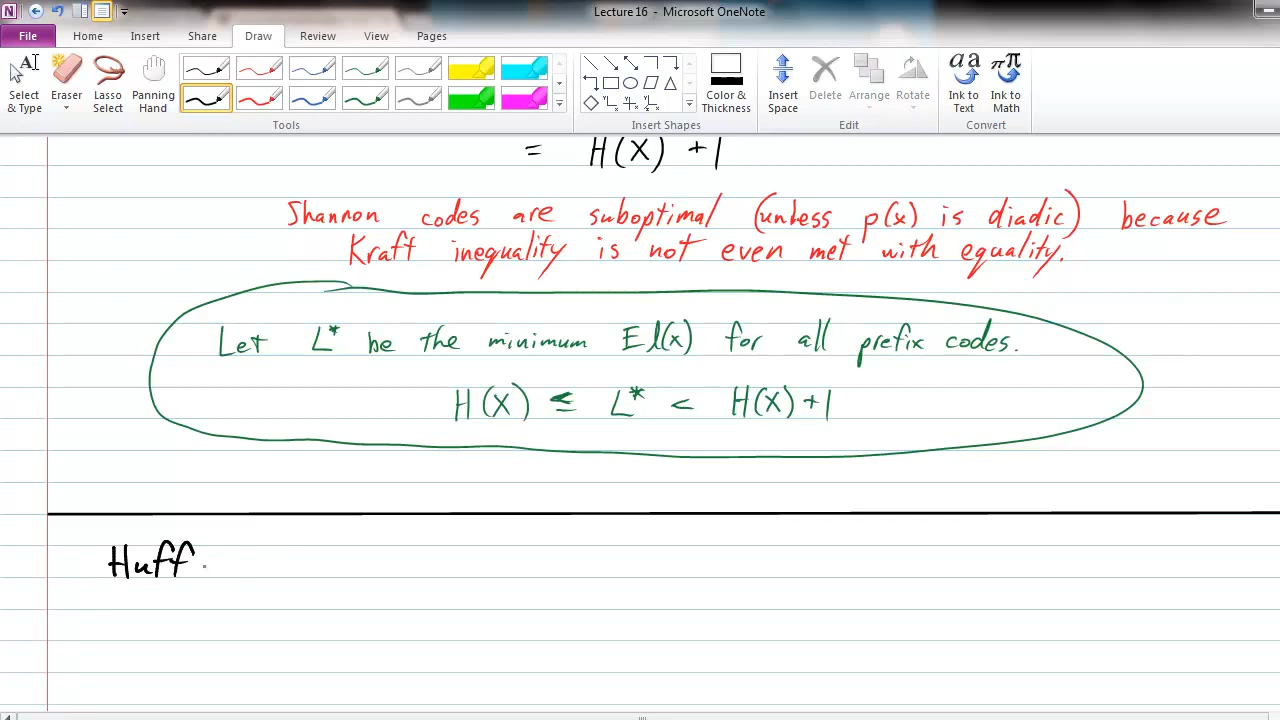 Lecture 16 - Microsoft OneNote
File Home Insert Share Draw Review View Pages
Select & Type Eraser Lasso Select Panning Hand Color & Thickness Insert Space Delete Arrange Rotate Ink to Text Ink to Math
Tools Insert Shapes Edit Convert
= H(X) +1
Shannon codes are suboptimal (unless p(x) is diadic) because
Kraft inequality is not even met with equality.
Let L* be the minimum El(x) for all prefix codes.
H(X) ≤ L* < H(X)+1
Huff